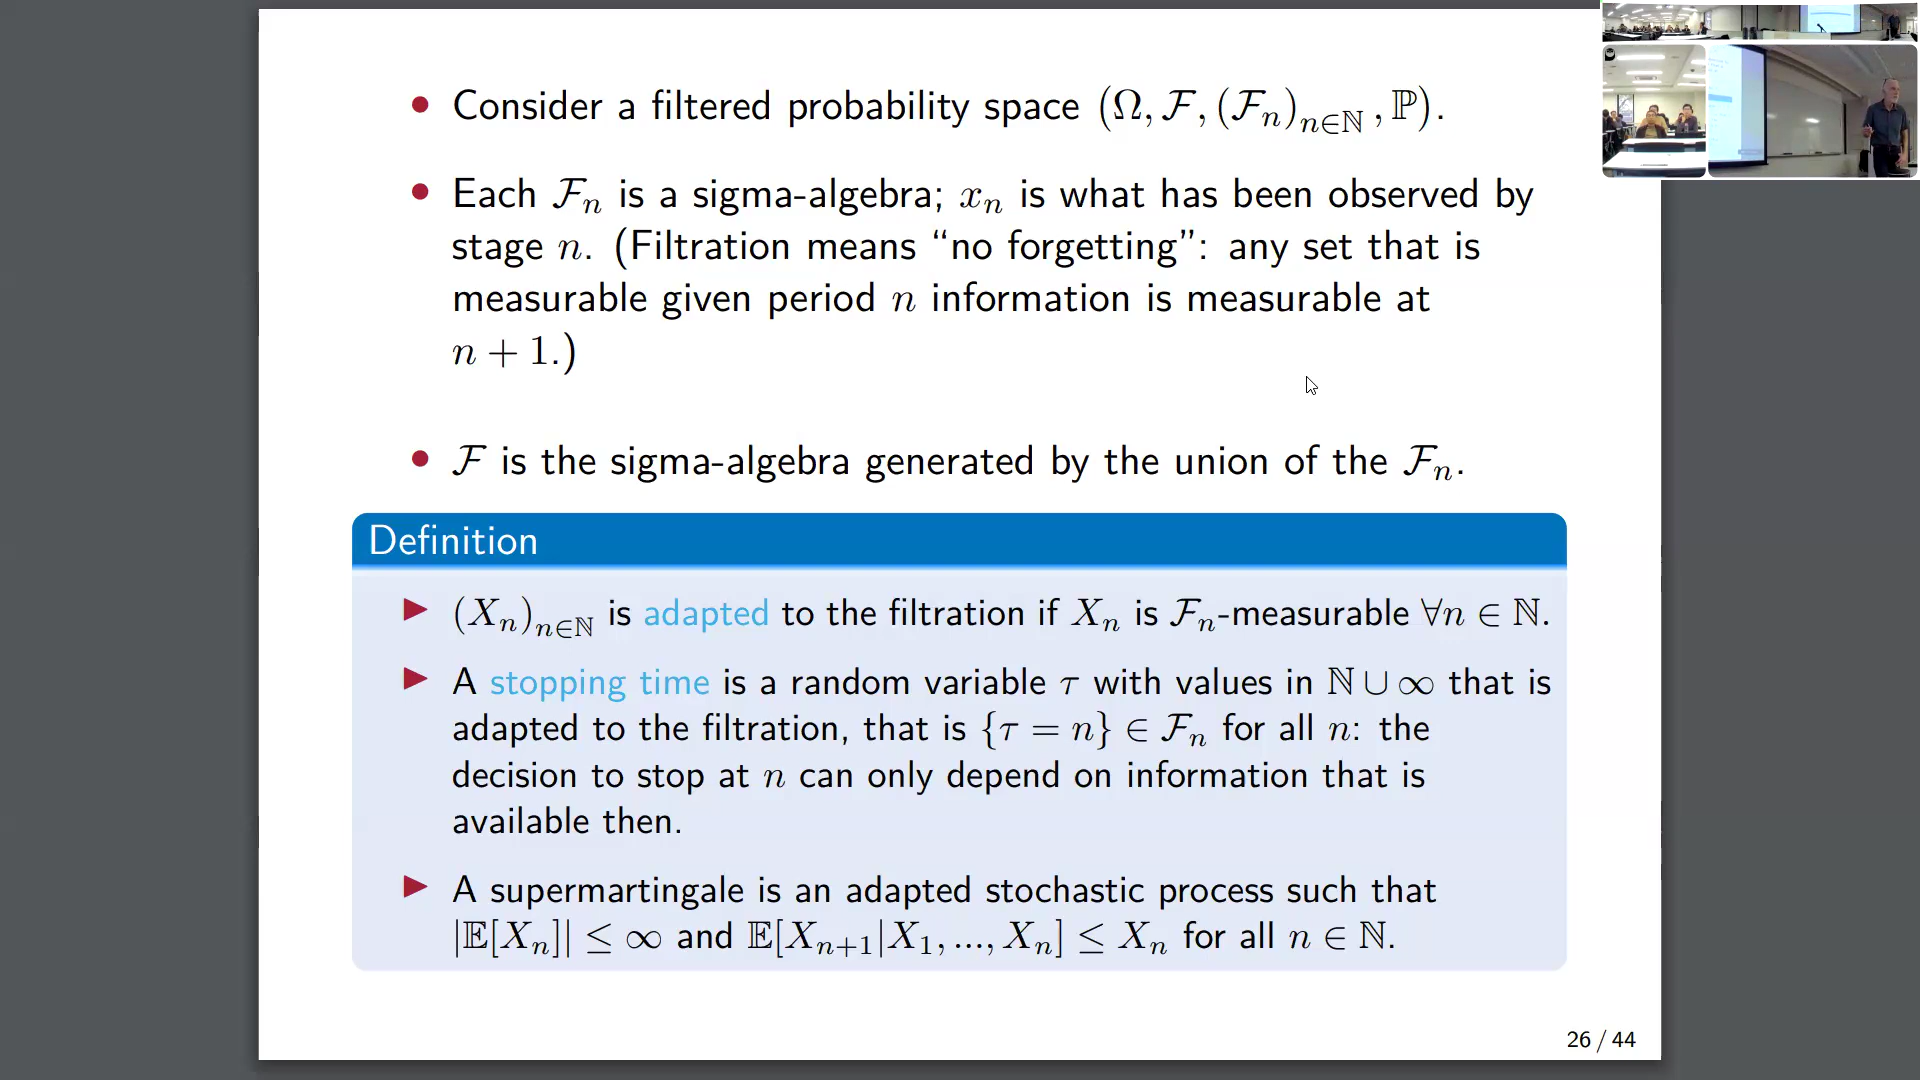 • Consider a filtered probability space (Ω, ℱ, (ℱₙ)ₙ∈ℕ , ℙ).
• Each ℱₙ is a sigma-algebra; xₙ is what has been observed by
stage n. (Filtration means “no forgetting”: any set that is
measurable given period n information is measurable at
n + 1.)
• ℱ is the sigma-algebra generated by the union of the ℱₙ.
Definition
▶ (Xₙ)ₙ∈ℕ is adapted to the filtration if Xₙ is ℱₙ-measurable ∀n ∈ ℕ.
▶ A stopping time is a random variable τ with values in ℕ ∪ ∞ that is
adapted to the filtration, that is {τ = n} ∈ ℱₙ for all n: the
decision to stop at n can only depend on information that is
available then.
▶ A supermartingale is an adapted stochastic process such that
|𝔼[Xₙ]| ≤ ∞ and 𝔼[Xₙ₊₁|X₁, ..., Xₙ] ≤ Xₙ for all n ∈ ℕ.
26 / 44